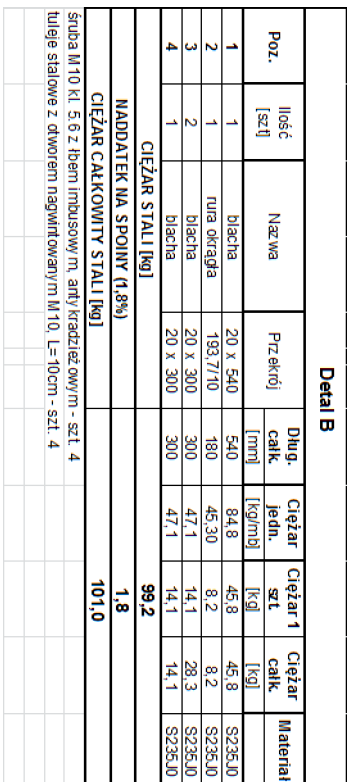 Detal B
Poz. Ilość [szt] Nazwa Przekrój Dług. całk. [mm] Ciężar jedn. [kg/mb] Ciężar 1 szt [kg] Ciężar całk. [kg] Materiał
1 1 blacha 20 x 540 540 84,8 45,8 45,8 S235J0
2 1 rura okrągła 193,7/10 180 45,30 8,2 8,2 S235J0
3 2 blacha 20 x 300 300 47,1 14,1 28,3 S235J0
4 1 blacha 20 x 300 300 47,1 14,1 14,1 S235J0
CIĘŻAR STALI [kg] 99,2
NADDATEK NA SPOINY (1,8%) 1,8
CIĘŻAR CAŁKOWITY STALI [kg] 101,0
śruba M10 kl. 5.6 z łbem imbusowym, antykradzieżowym - szt. 4
tuleje stalowe z otworem nagwintowanym M10, L=10cm - szt. 4